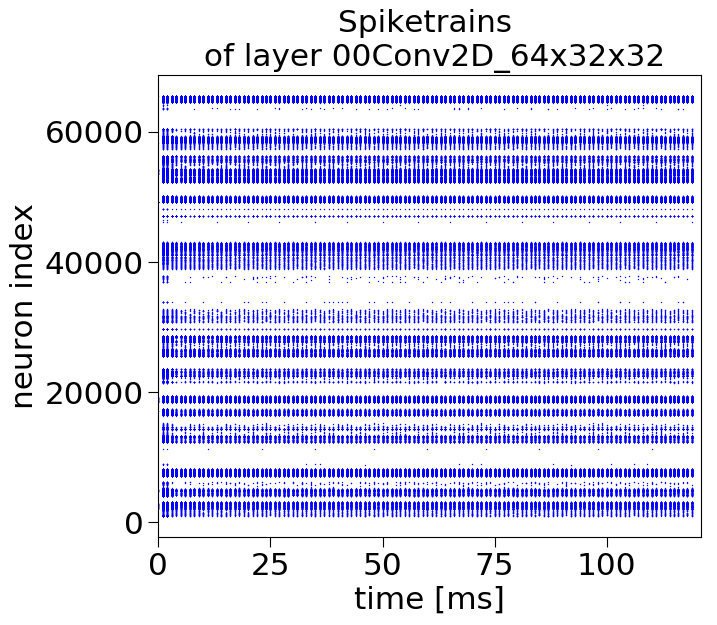 Spiketrains
of layer 00Conv2D_64x32x32
60000
40000
20000
0
neuron index
0 25 50 75 100
time [ms]